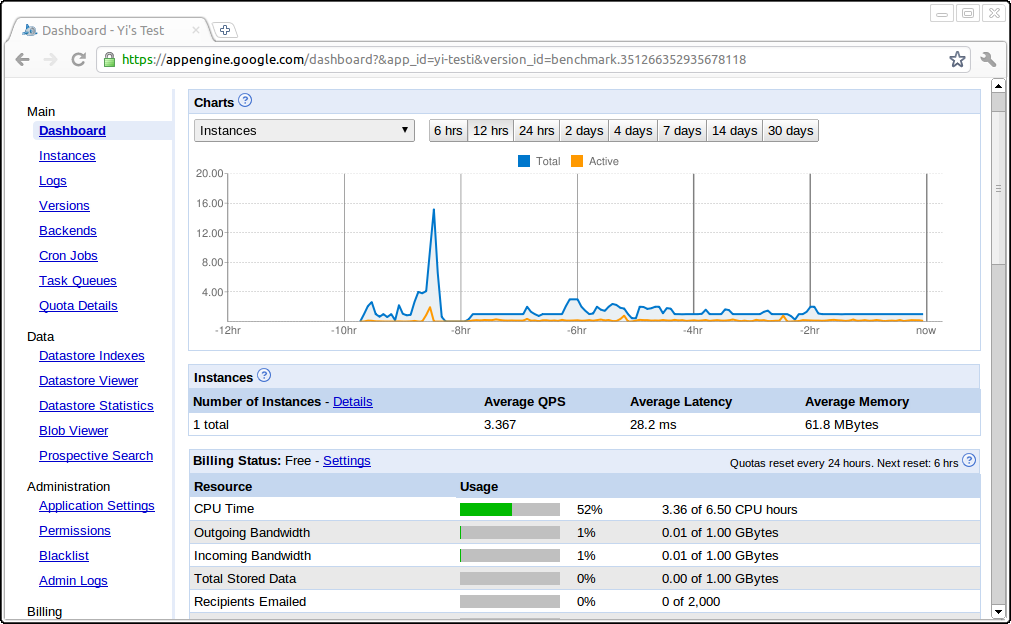 Dashboard - Yi's Test
https://appengine.google.com/dashboard?&app_id=yi-testi&version_id=benchmark.351266352935678118
Main
Dashboard
Instances
Logs
Versions
Backends
Cron Jobs
Task Queues
Quota Details
Data
Datastore Indexes
Datastore Viewer
Datastore Statistics
Blob Viewer
Prospective Search
Administration
Application Settings
Permissions
Blacklist
Admin Logs
Billing
Charts ?
Instances 6 hrs 12 hrs 24 hrs 2 days 4 days 7 days 14 days 30 days
Total Active
20.00
16.00
12.00
8.00
4.00
-12hr -10hr -8hr -6hr -4hr -2hr now
Instances ?
Number of Instances - Details Average QPS Average Latency Average Memory
1 total 3.367 28.2 ms 61.8 MBytes
Billing Status: Free - Settings Quotas reset every 24 hours. Next reset: 6 hrs ?
Resource Usage
CPU Time 52% 3.36 of 6.50 CPU hours
Outgoing Bandwidth 1% 0.01 of 1.00 GBytes
Incoming Bandwidth 1% 0.01 of 1.00 GBytes
Total Stored Data 0% 0.00 of 1.00 GBytes
Recipients Emailed 0% 0 of 2,000